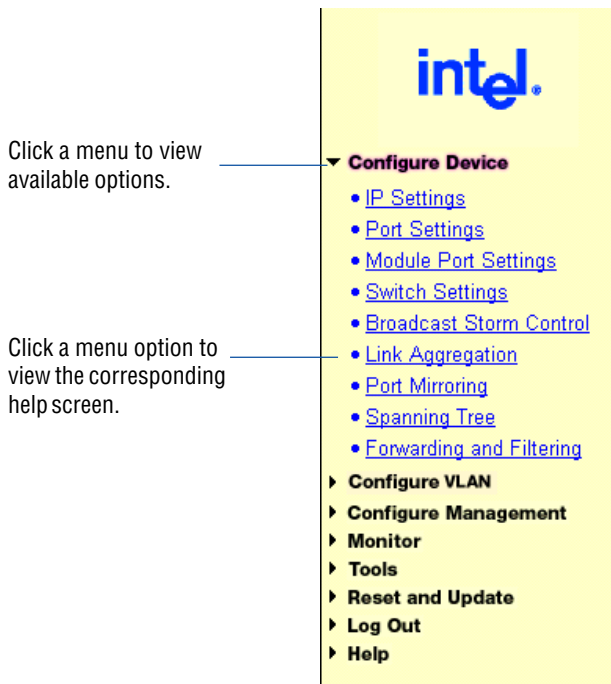 intel®
Click a menu to view
available options.
Configure Device
• IP Settings
• Port Settings
• Module Port Settings
• Switch Settings
• Broadcast Storm Control
Click a menu option to
view the corresponding
help screen.
• Link Aggregation
• Port Mirroring
• Spanning Tree
• Forwarding and Filtering
Configure VLAN
Configure Management
Monitor
Tools
Reset and Update
Log Out
Help